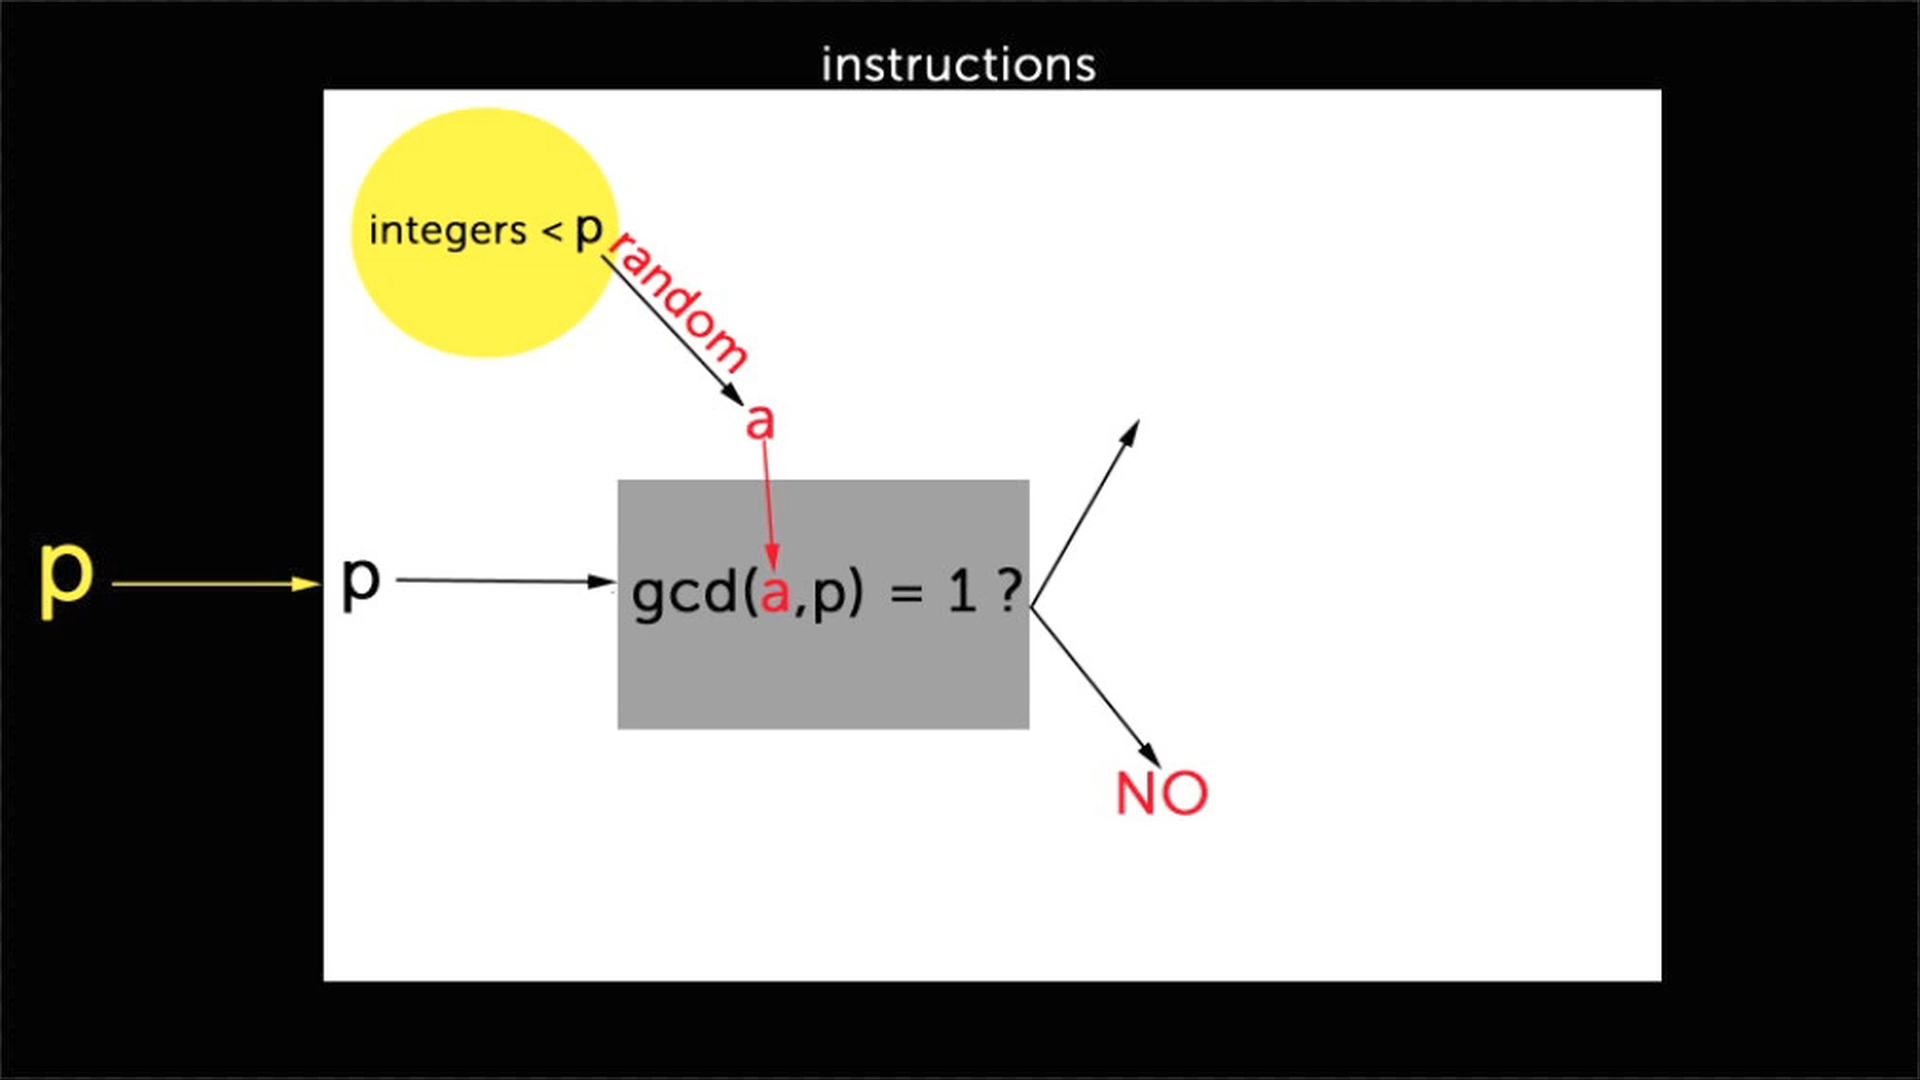 instructions
integers < p
random
a
p
p
gcd(a,p) = 1 ?
NO